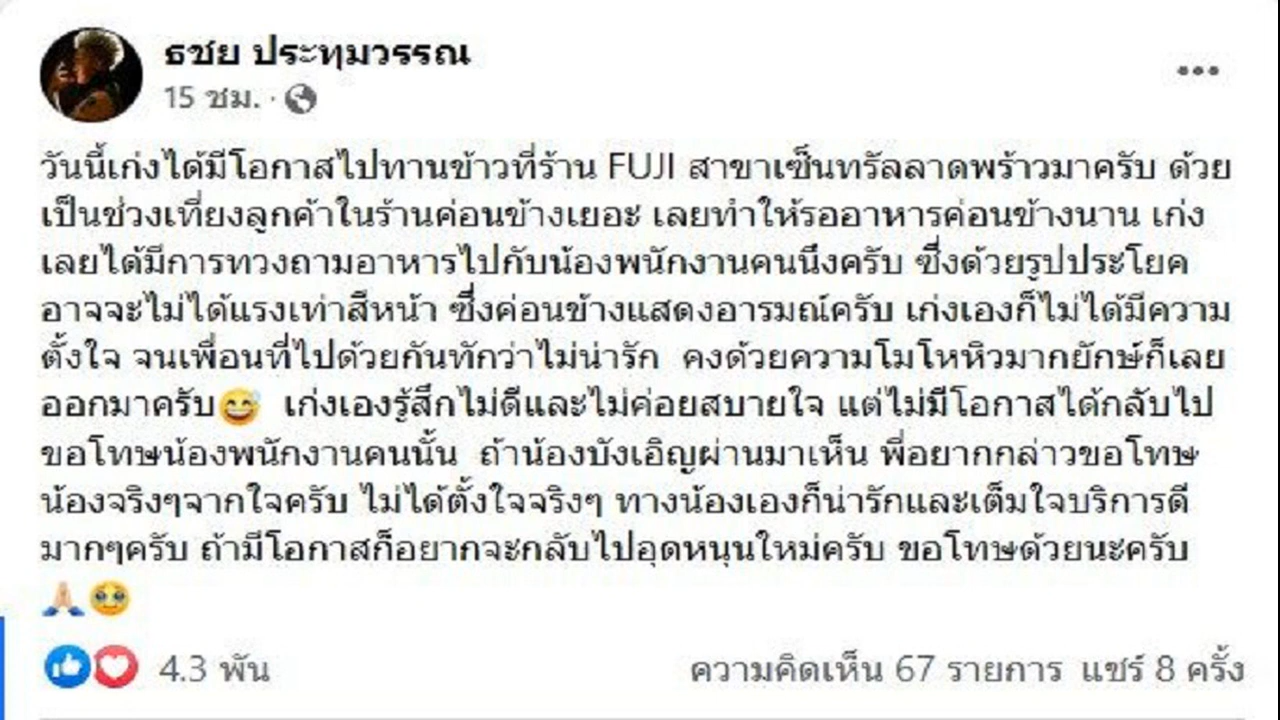 ธชย ประทุมวรรณ
15 ชม. ·
วันนี้เก่งได้มีโอกาสไปทานข้าวที่ร้าน FUJI สาขาเซ็นทรัลลาดพร้าวมาครับ ด้วย
เป็นช่วงเที่ยงลูกค้าในร้านค่อนข้างเยอะ เลยทำให้รออาหารค่อนข้างนาน เก่ง
เลยได้มีการทวงถามอาหารไปกับน้องพนักงานคนนึงครับ ซึ่งด้วยรูปประโยค
อาจจะไม่ได้แรงเท่าสีหน้า ซึ่งค่อนข้างแสดงอารมณ์ครับ เก่งเองก็ไม่ได้มีความ
ตั้งใจ จนเพื่อนที่ไปด้วยกันทักว่าไม่น่ารัก คงด้วยความโมโหหิวมากยักษ์ก็เลย
ออกมาครับ😅 เก่งเองรู้สึกไม่ดีและไม่ค่อยสบายใจ แต่ไม่มีโอกาสได้กลับไป
ขอโทษน้องพนักงานคนนั้น ถ้าน้องบังเอิญผ่านมาเห็น พี่อยากกล่าวขอโทษ
น้องจริงๆจากใจครับ ไม่ได้ตั้งใจจริงๆ ทางน้องเองก็น่ารักและเต็มใจบริการดี
มากๆครับ ถ้ามีโอกาสก็อยากจะกลับไปอุดหนุนใหม่ครับ ขอโทษด้วยนะครับ
🙏🏻🥹
4.3 พัน ความคิดเห็น 67 รายการ แชร์ 8 ครั้ง